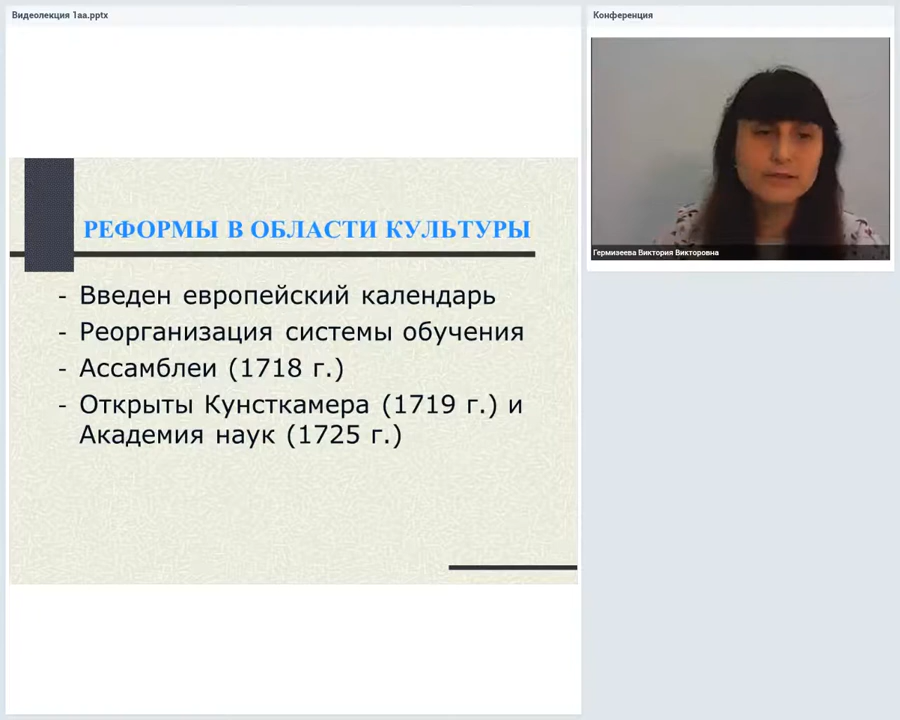 Видеолекция 1aa.pptx
Конференция
РЕФОРМЫ В ОБЛАСТИ КУЛЬТУРЫ
- Введен европейский календарь
- Реорганизация системы обучения
- Ассамблеи (1718 г.)
- Открыты Кунсткамера (1719 г.) и
Академия наук (1725 г.)
Гермизеева Виктория Викторовна